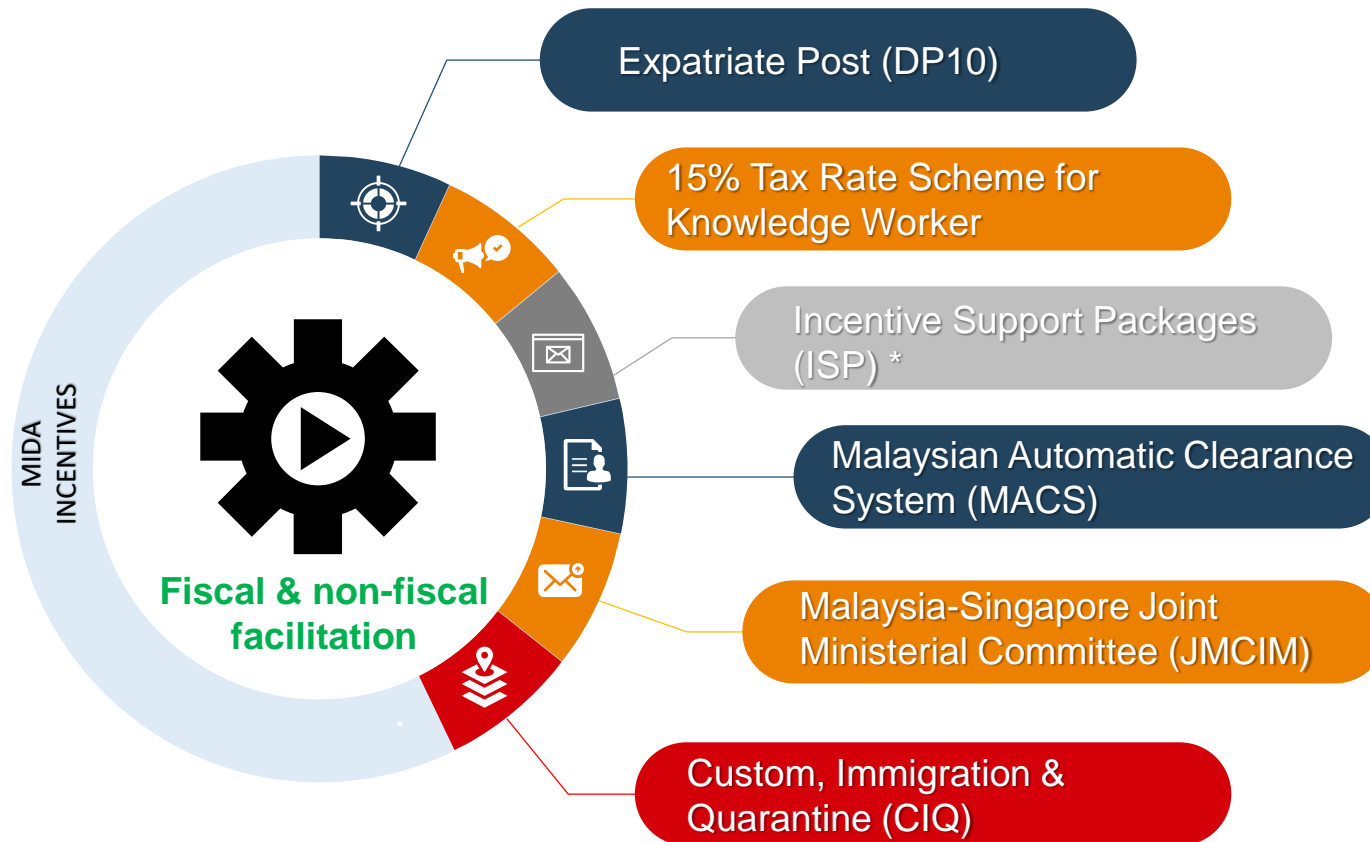 Expatriate Post (DP10)
15% Tax Rate Scheme for
Knowledge Worker
Incentive Support Packages
(ISP) *
Malaysian Automatic Clearance
System (MACS)
Malaysia-Singapore Joint
Ministerial Committee (JMCIM)
Custom, Immigration &
Quarantine (CIQ)
MIDA
INCENTIVES
Fiscal & non-fiscal
facilitation